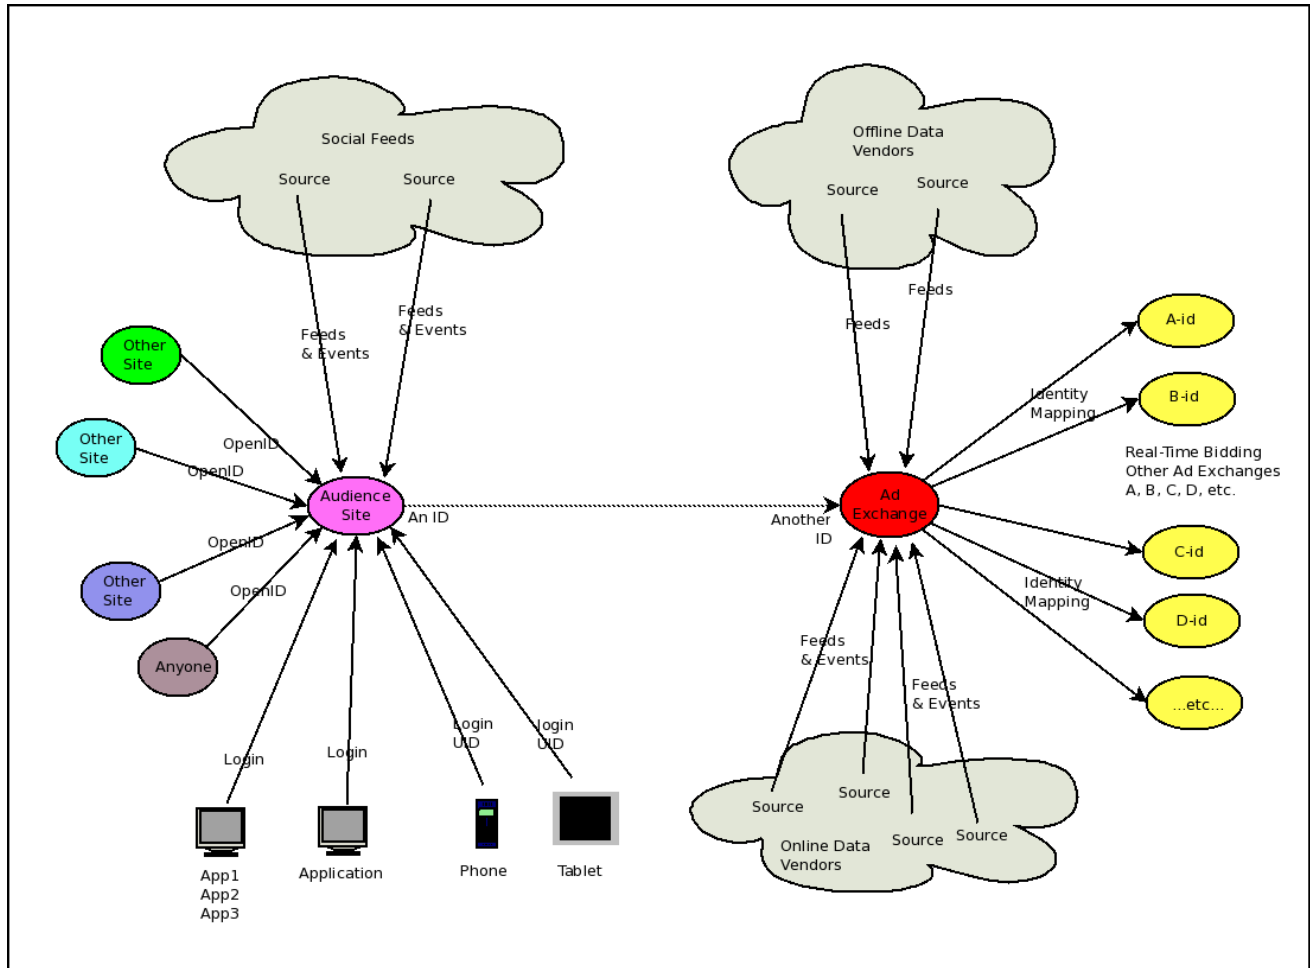 Social Feeds
Source
Source
Offline Data
Vendors
Source
Source
Feeds
& Events
Feeds
& Events
Feeds
Feeds
Other
Site
OpenID
Other
Site
OpenID
Other
Site
OpenID
Anyone
OpenID
Audience
Site
An ID
Another
ID
Ad
Exchange
A-id
Identity
Mapping
B-id
Real-Time Bidding
Other Ad Exchanges
A, B, C, D, etc.
C-id
Identity
Mapping
D-id
...etc...
Login
Login
Login
UID
login
UID
App1
App2
App3
Application
Phone
Tablet
Feeds
& Events
Feeds
& Events
Source
Source
Source
Source
Online Data
Vendors